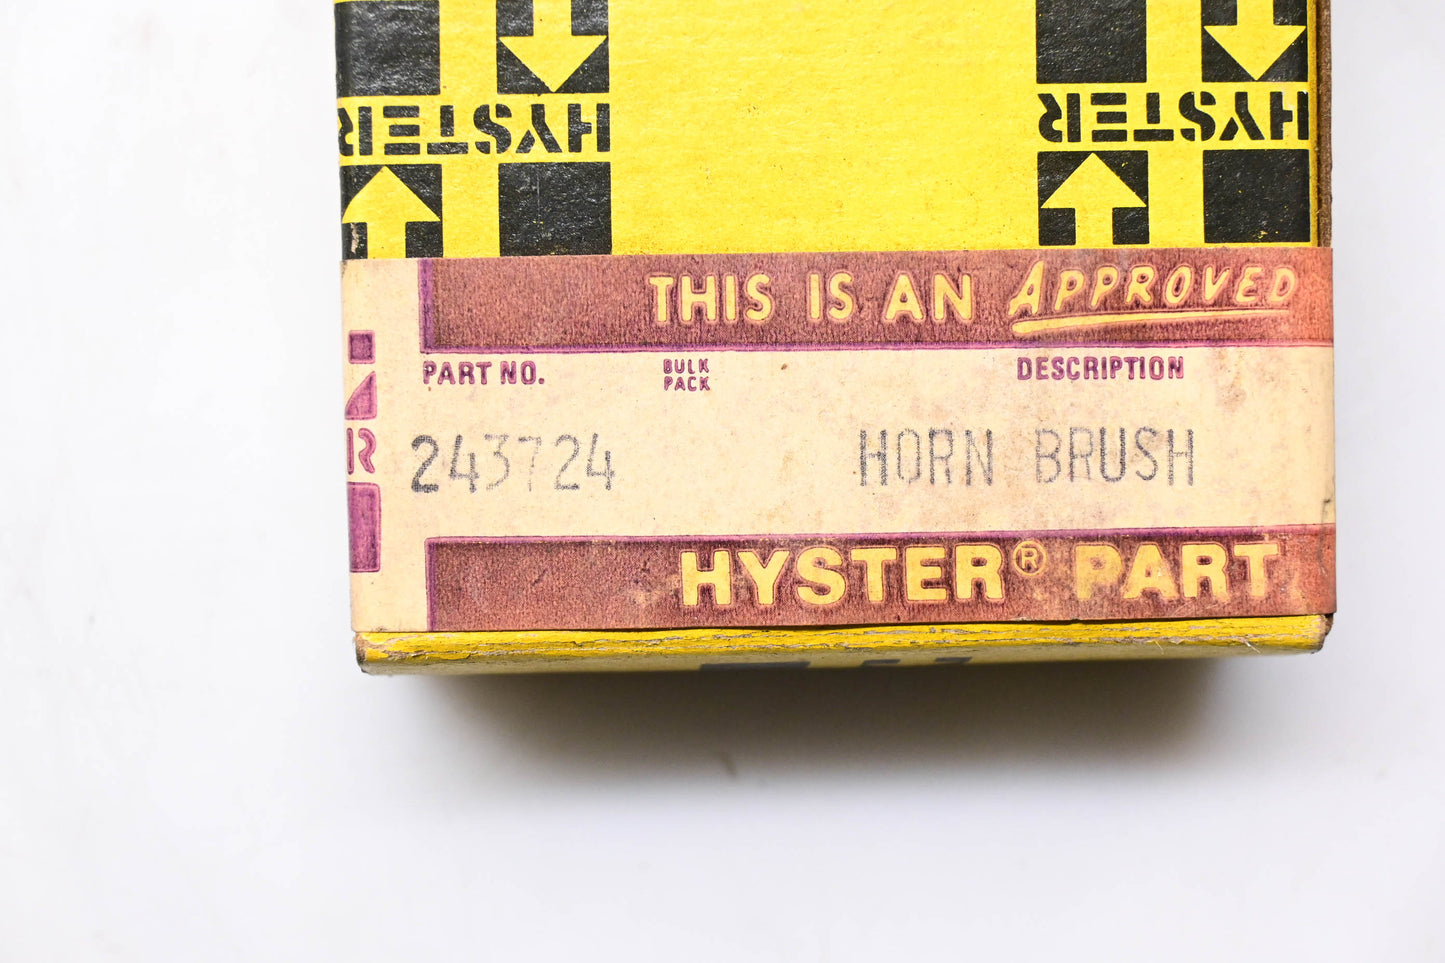 HYSTER HYSTER
THIS IS AN APPROVED
PART NO. BULK PACK DESCRIPTION
R
243724 HORN BRUSH
HYSTER® PART